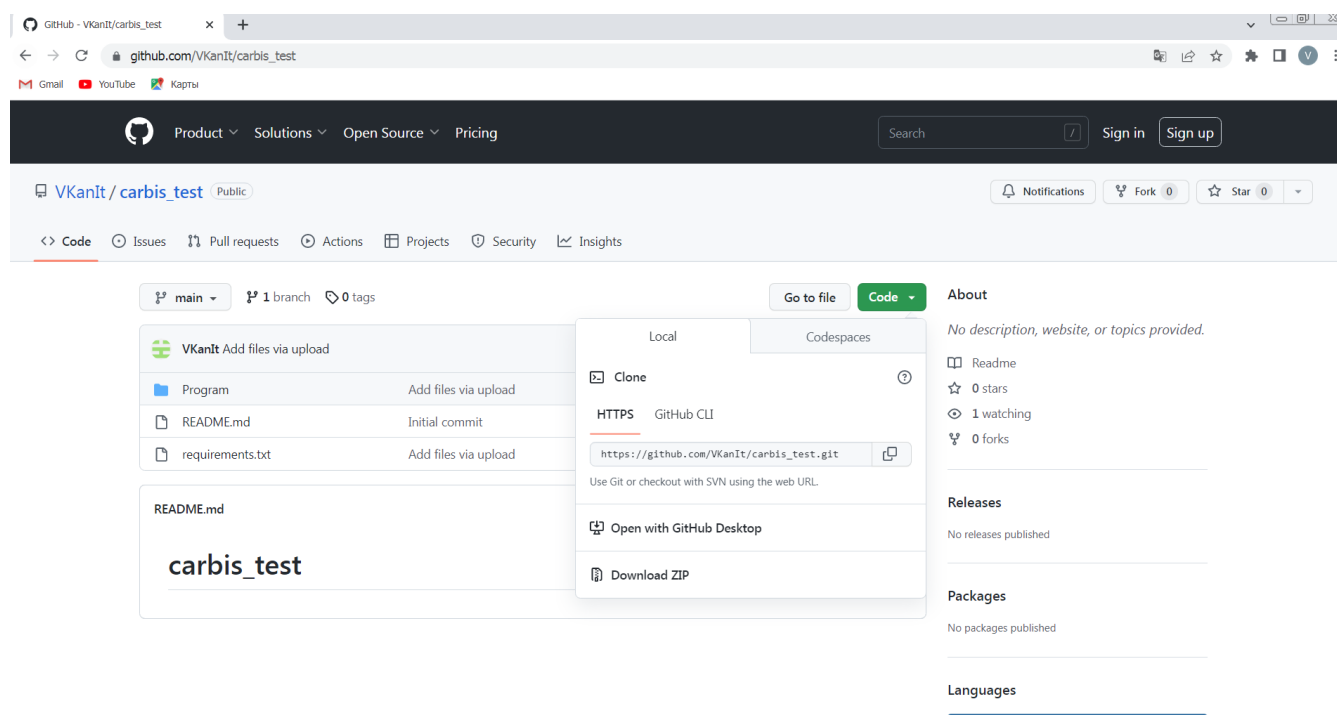 GitHub - VKanIt/carbis_test
github.com/VKanIt/carbis_test
V
Gmail YouTube Карты
Product Solutions Open Source Pricing Search / Sign in Sign up
VKanIt / carbis_test Public Notifications Fork 0 Star 0
<> Code Issues Pull requests Actions Projects Security Insights
main 1 branch 0 tags Go to file Code
VKanIt Add files via upload
Program Add files via upload
README.md Initial commit
requirements.txt Add files via upload
README.md
carbis_test
Local Codespaces
Clone
HTTPS GitHub CLI
https://github.com/VKanIt/carbis_test.git
Use Git or checkout with SVN using the web URL.
Open with GitHub Desktop
Download ZIP
About
No description, website, or topics provided.
Readme
0 stars
1 watching
0 forks
Releases
No releases published
Packages
No packages published
Languages